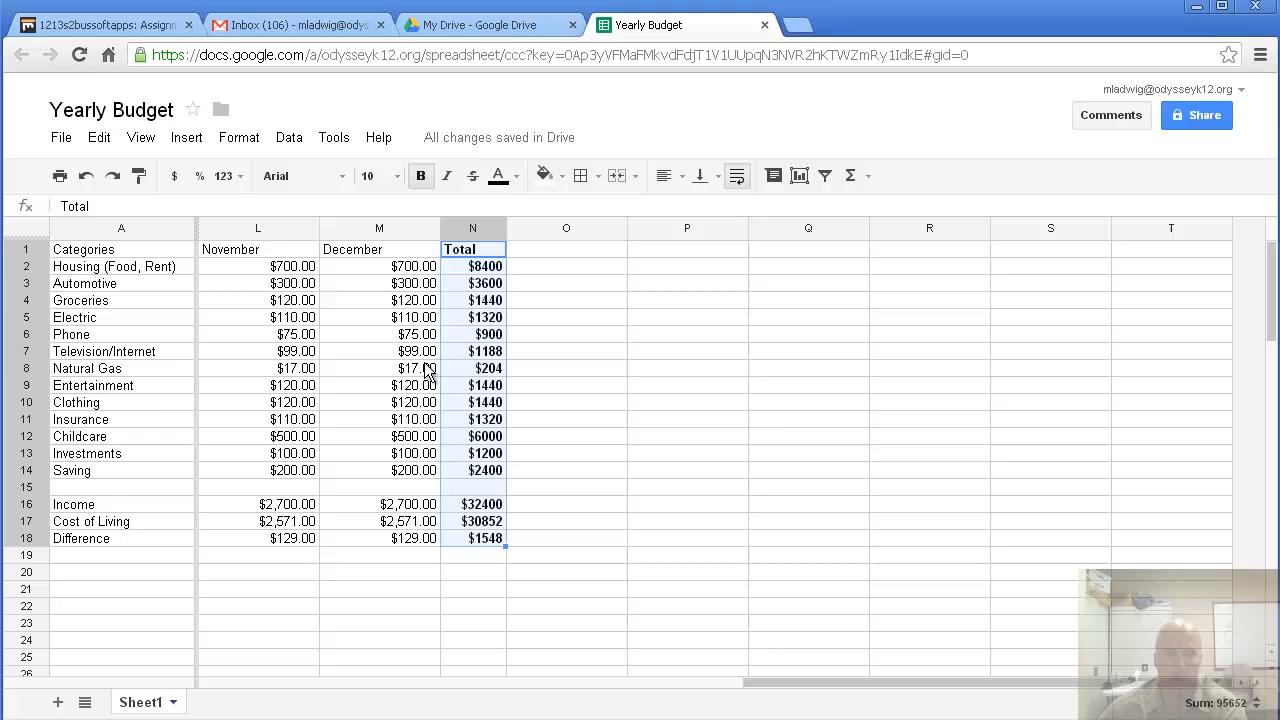 1213s2bussoftapps: Assignn
Inbox (106) - mladwig@odys
My Drive - Google Drive
Yearly Budget
https://docs.google.com/a/odysseyk12.org/spreadsheet/ccc?key=0Ap3yVFMaFMkvdFdjT1V1UUpqN3NVR2hKTWZmRy1IdkE#gid=0
mladwig@odysseyk12.org
Yearly Budget
Comments
Share
File Edit View Insert Format Data Tools Help All changes saved in Drive
$ % 123 Arial 10 B I S A Σ
fx Total
A L M N O P Q R S T
1 Categories November December Total
2 Housing (Food, Rent) $700.00 $700.00 $8400
3 Automotive $300.00 $300.00 $3600
4 Groceries $120.00 $120.00 $1440
5 Electric $110.00 $110.00 $1320
6 Phone $75.00 $75.00 $900
7 Television/Internet $99.00 $99.00 $1188
8 Natural Gas $17.00 $17.00 $204
9 Entertainment $120.00 $120.00 $1440
10 Clothing $120.00 $120.00 $1440
11 Insurance $110.00 $110.00 $1320
12 Childcare $500.00 $500.00 $6000
13 Investments $100.00 $100.00 $1200
14 Saving $200.00 $200.00 $2400
15
16 Income $2,700.00 $2,700.00 $32400
17 Cost of Living $2,571.00 $2,571.00 $30852
18 Difference $129.00 $129.00 $1548
19
20
21
22
23
24
25
26
Sheet1
Sum: 95652